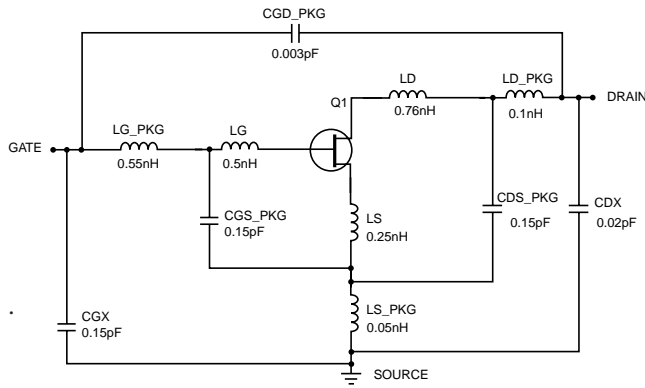 CGD_PKG
0.003pF
Q1
LD
0.76nH
LD_PKG
0.1nH
DRAIN
GATE
LG_PKG
0.55nH
LG
0.5nH
CGS_PKG
0.15pF
LS
0.25nH
CDS_PKG
0.15pF
CDX
0.02pF
CGX
0.15pF
LS_PKG
0.05nH
SOURCE